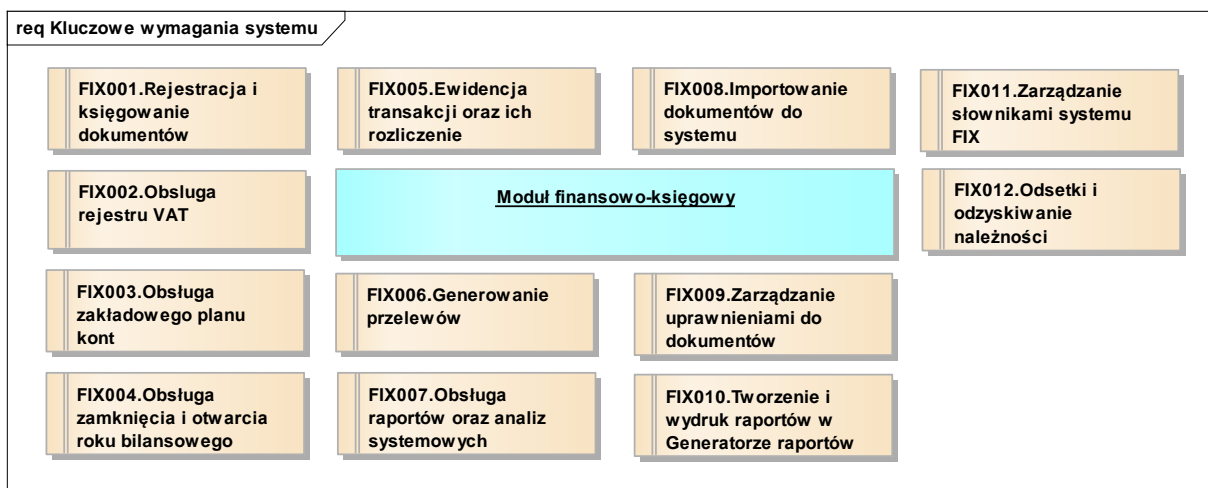 req Kluczowe wymagania systemu
FIX001.Rejestracja i
księgowanie
dokumentów
FIX005.Ewidencja
transakcji oraz ich
rozliczenie
FIX008.Importowanie
dokumentów do
systemu
FIX011.Zarządzanie
słownikami systemu
FIX
FIX002.Obsluga
rejestru VAT
Moduł finansowo-księgowy
FIX012.Odsetki i
odzyskiwanie
należności
FIX003.Obsługa
zakładowego planu
kont
FIX006.Generowanie
przelewów
FIX009.Zarządzanie
uprawnieniami do
dokumentów
FIX004.Obsługa
zamknięcia i otwarcia
roku bilansowego
FIX007.Obsługa
raportów oraz analiz
systemowych
FIX010.Tworzenie i
wydruk raportów w
Generatorze raportów